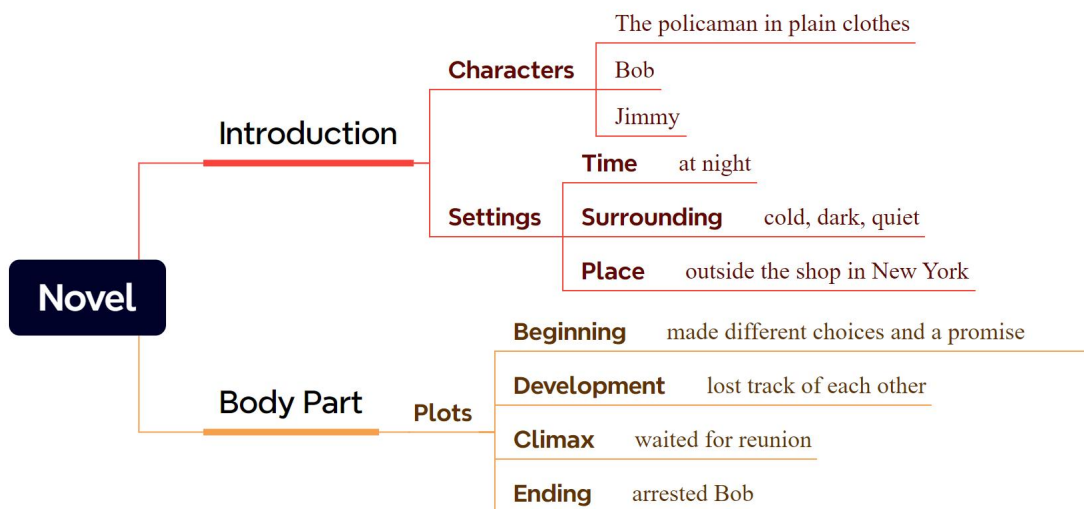 Novel
Introduction
Characters
The policaman in plain clothes
Bob
Jimmy
Settings
Time at night
Surrounding cold, dark, quiet
Place outside the shop in New York
Body Part
Plots
Beginning made different choices and a promise
Development lost track of each other
Climax waited for reunion
Ending arrested Bob